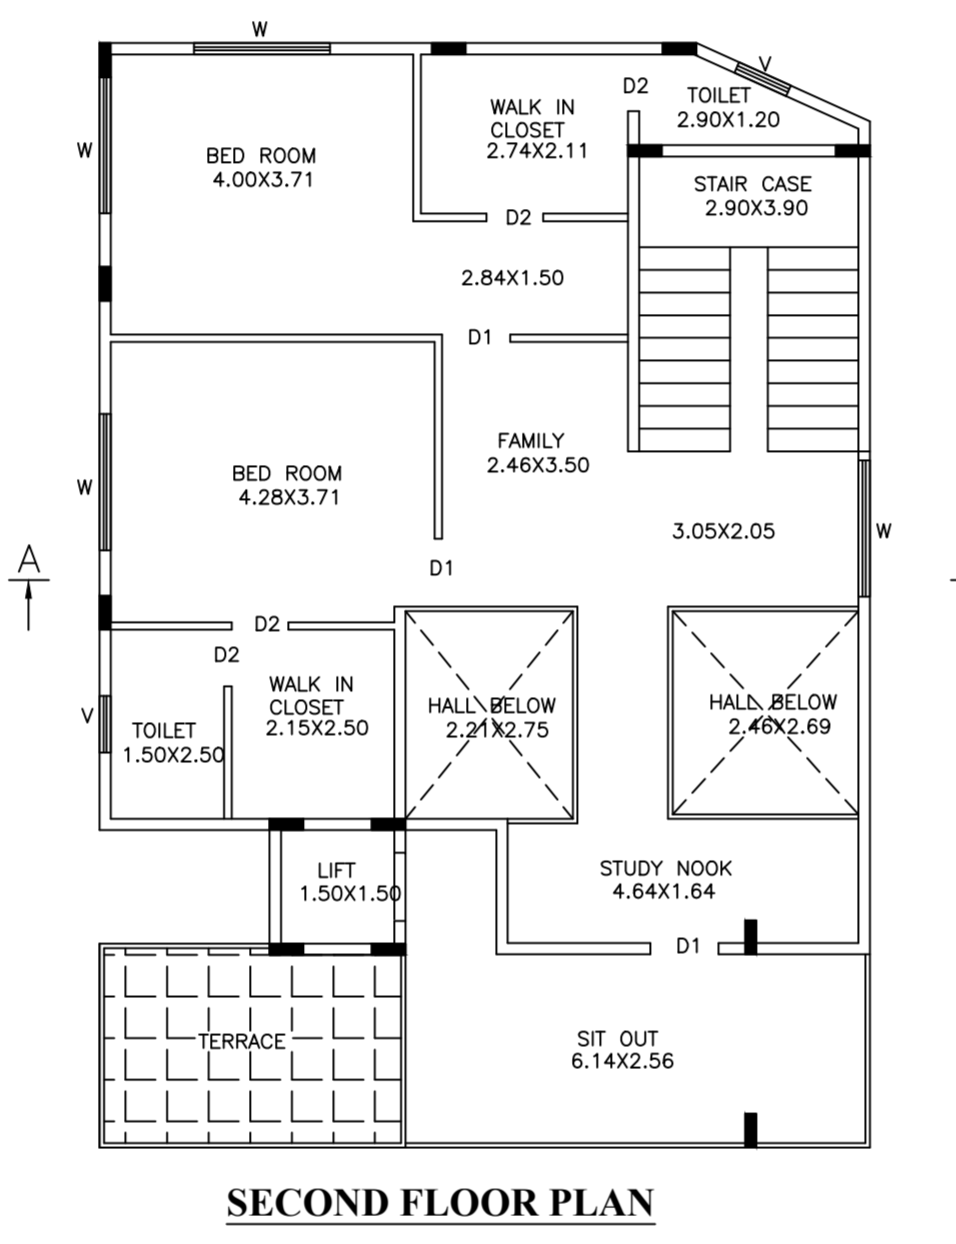 W
V
D2
TOILET
2.90X1.20
WALK IN
CLOSET
2.74X2.11
W
BED ROOM
4.00X3.71
STAIR CASE
2.90X3.90
D2
2.84X1.50
D1
FAMILY
2.46X3.50
BED ROOM
4.28X3.71
W
3.05X2.05
W
A
D1
D2
D2
WALK IN
CLOSET
2.15X2.50
HALL BELOW
2.21X2.75
HALL BELOW
2.46X2.69
V
TOILET
1.50X2.50
LIFT
1.50X1.50
STUDY NOOK
4.64X1.64
D1
TERRACE
SIT OUT
6.14X2.56
SECOND FLOOR PLAN